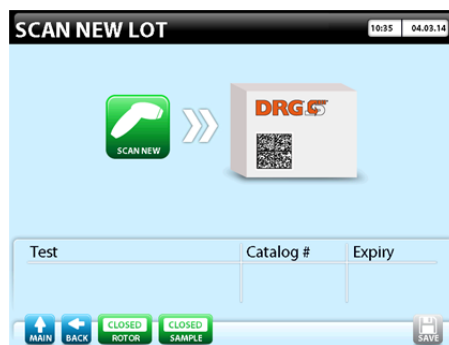 SCAN NEW LOT 10:35 04.03.14
SCAN NEW
DRG
Test Catalog # Expiry
MAIN BACK CLOSED ROTOR CLOSED SAMPLE SAVE